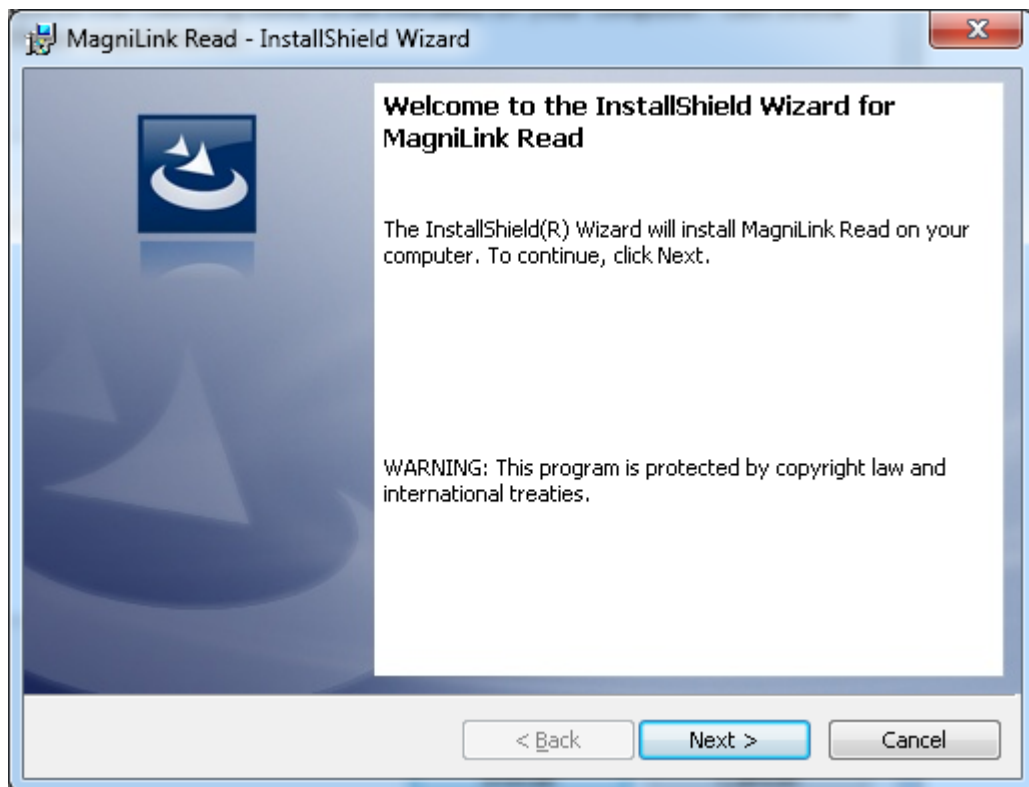 MagniLink Read - InstallShield Wizard
Welcome to the InstallShield Wizard for
MagniLink Read
The InstallShield(R) Wizard will install MagniLink Read on your
computer. To continue, click Next.
WARNING: This program is protected by copyright law and
international treaties.
< Back
Next >
Cancel